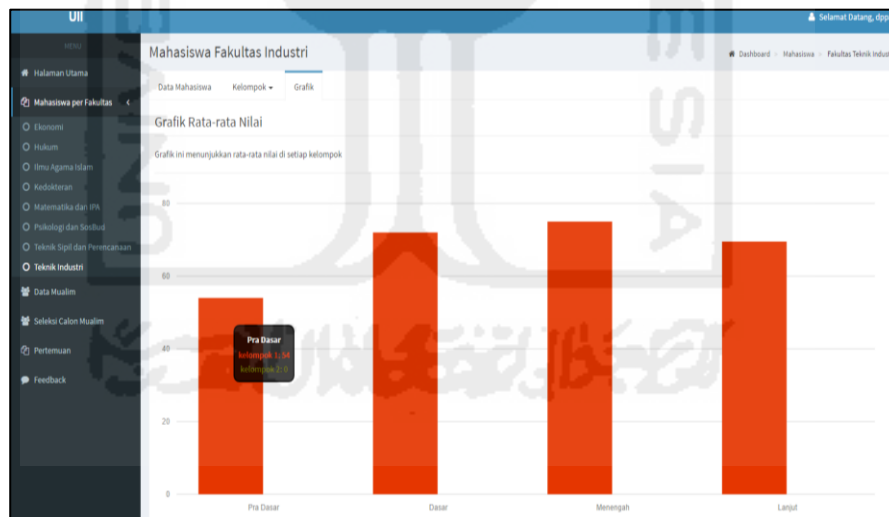 UII
Selamat Datang, dpp
MENU
Halaman Utama
Mahasiswa per Fakultas
Ekonomi
Hukum
Ilmu Agama Islam
Kedokteran
Matematika dan IPA
Psikologi dan SosBud
Teknik Sipil dan Perencanaan
Teknik Industri
Data Mualim
Seleksi Calon Mualim
Pertemuan
Feedback
Mahasiswa Fakultas Industri
Dashboard > Mahasiswa > Fakultas Teknik Indust
Data Mahasiswa Kelompok Grafik
Grafik Rata-rata Nilai
Grafik ini menunjukkan rata-rata nilai di setiap kelompok
80
60
40
20
0
Pra Dasar
kelompok 1: 54
kelompok 2: 0
Pra Dasar Dasar Menengah Lanjut